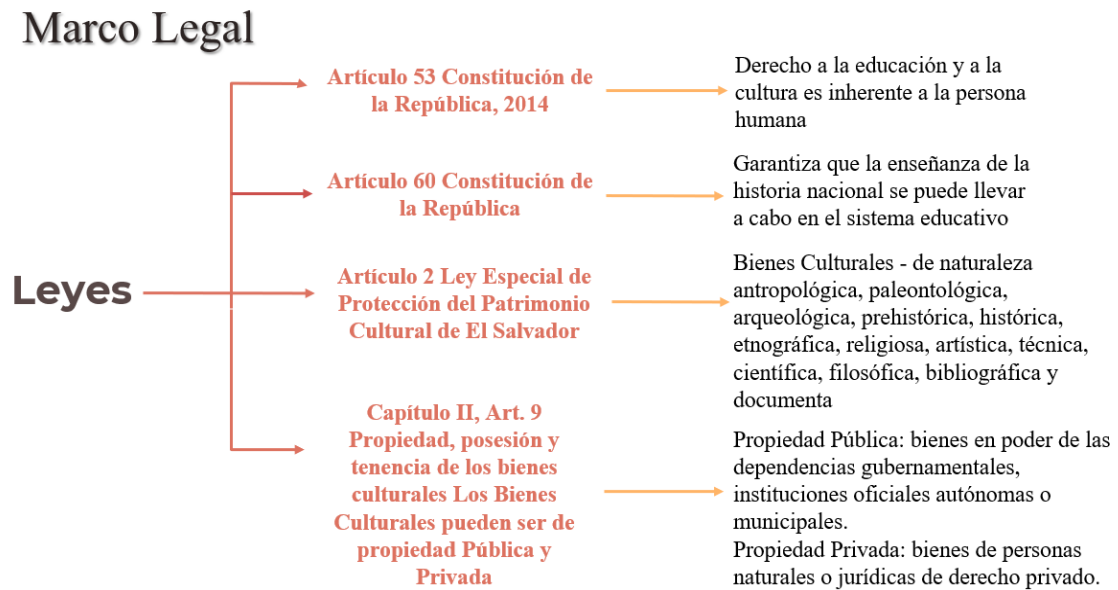 Marco Legal
Leyes
Artículo 53 Constitución de
la República, 2014
Derecho a la educación y a la
cultura es inherente a la persona
humana
Artículo 60 Constitución de
la República
Garantiza que la enseñanza de la
historia nacional se puede llevar
a cabo en el sistema educativo
Artículo 2 Ley Especial de
Protección del Patrimonio
Cultural de El Salvador
Bienes Culturales - de naturaleza
antropológica, paleontológica,
arqueológica, prehistórica, histórica,
etnográfica, religiosa, artística, técnica,
científica, filosófica, bibliográfica y
documenta
Capítulo II, Art. 9
Propiedad, posesión y
tenencia de los bienes
culturales Los Bienes
Culturales pueden ser de
propiedad Pública y
Privada
Propiedad Pública: bienes en poder de las
dependencias gubernamentales,
instituciones oficiales autónomas o
municipales.
Propiedad Privada: bienes de personas
naturales o jurídicas de derecho privado.